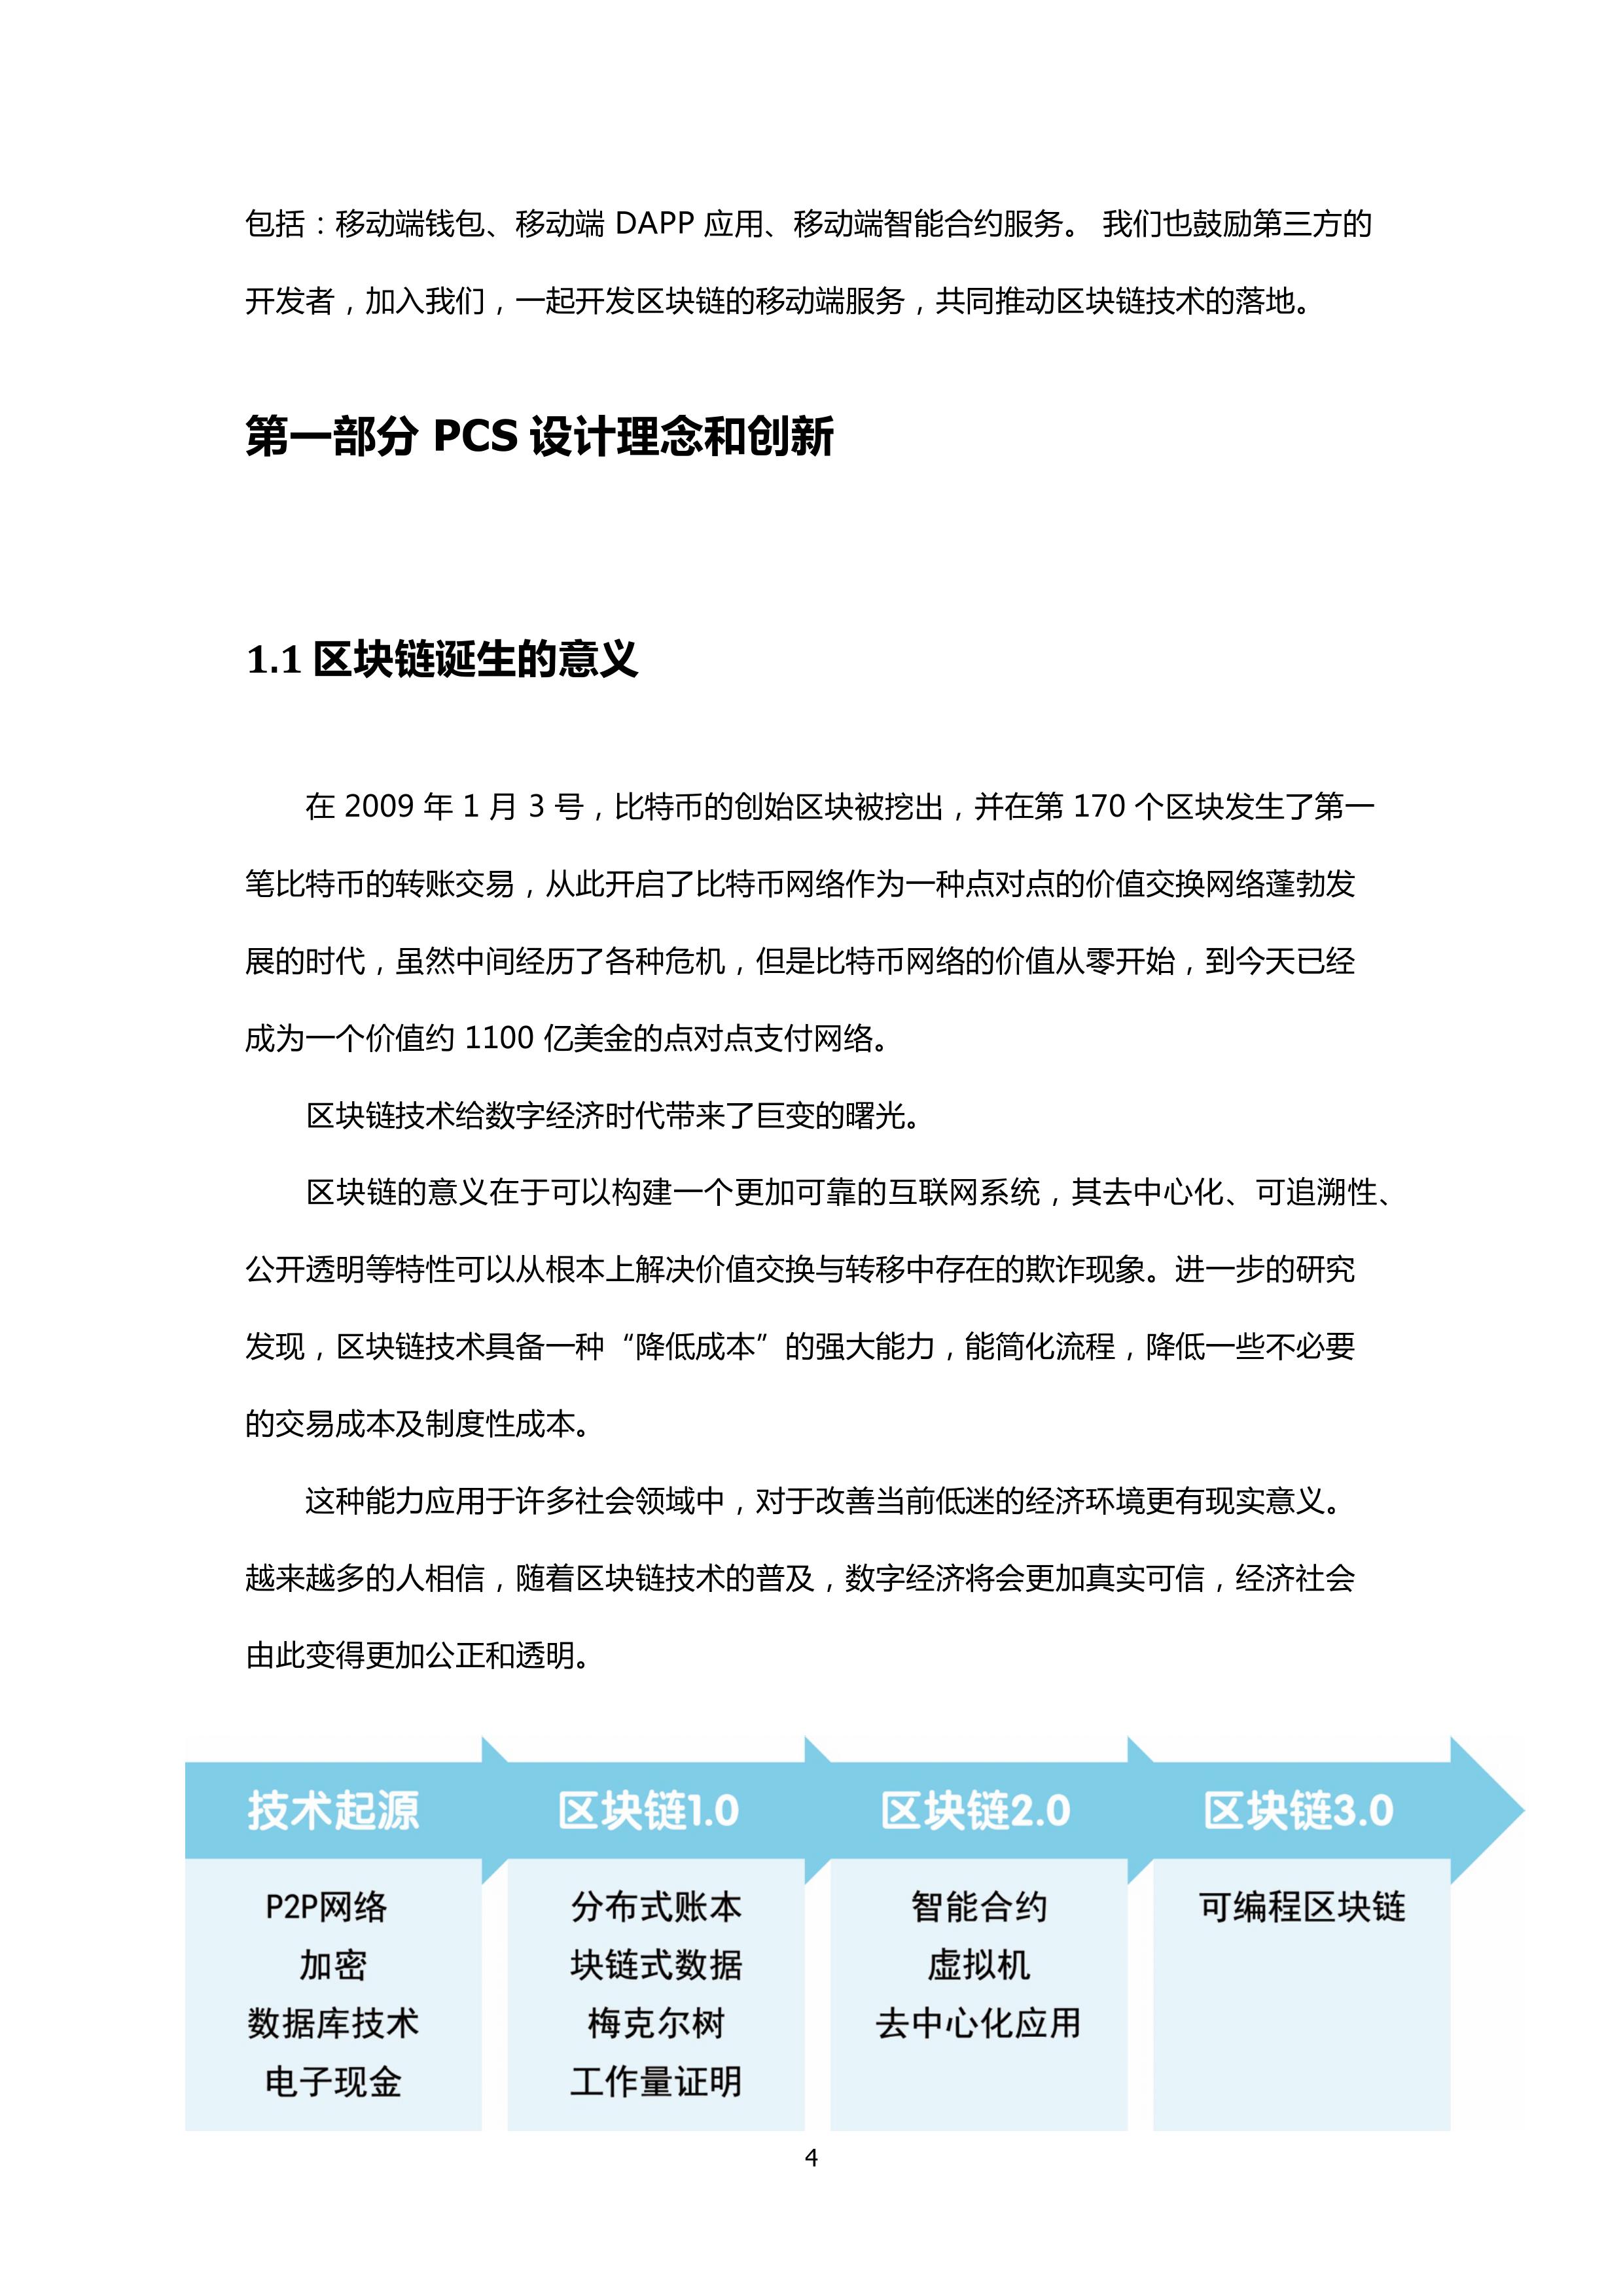 包括：移动端钱包、移动端 DAPP 应用、移动端智能合约服务。 我们也鼓励第三方的
开发者，加入我们，一起开发区块链的移动端服务，共同推动区块链技术的落地。
第一部分 PCS 设计理念和创新
1.1 区块链诞生的意义
在 2009 年 1 月 3 号，比特币的创始区块被挖出，并在第 170 个区块发生了第一
笔比特币的转账交易，从此开启了比特币网络作为一种点对点的价值交换网络蓬勃发
展的时代，虽然中间经历了各种危机，但是比特币网络的价值从零开始，到今天已经
成为一个价值约 1100 亿美金的点对点支付网络。
区块链技术给数字经济时代带来了巨变的曙光。
区块链的意义在于可以构建一个更加可靠的互联网系统，其去中心化、可追溯性、
公开透明等特性可以从根本上解决价值交换与转移中存在的欺诈现象。进一步的研究
发现，区块链技术具备一种“降低成本”的强大能力，能简化流程，降低一些不必要
的交易成本及制度性成本。
这种能力应用于许多社会领域中，对于改善当前低迷的经济环境更有现实意义。
越来越多的人相信，随着区块链技术的普及，数字经济将会更加真实可信，经济社会
由此变得更加公正和透明。
技术起源
P2P网络
加密
数据库技术
电子现金
区块链1.0
分布式账本
块链式数据
梅克尔树
工作量证明
区块链2.0
智能合约
虚拟机
去中心化应用
区块链3.0
可编程区块链
4